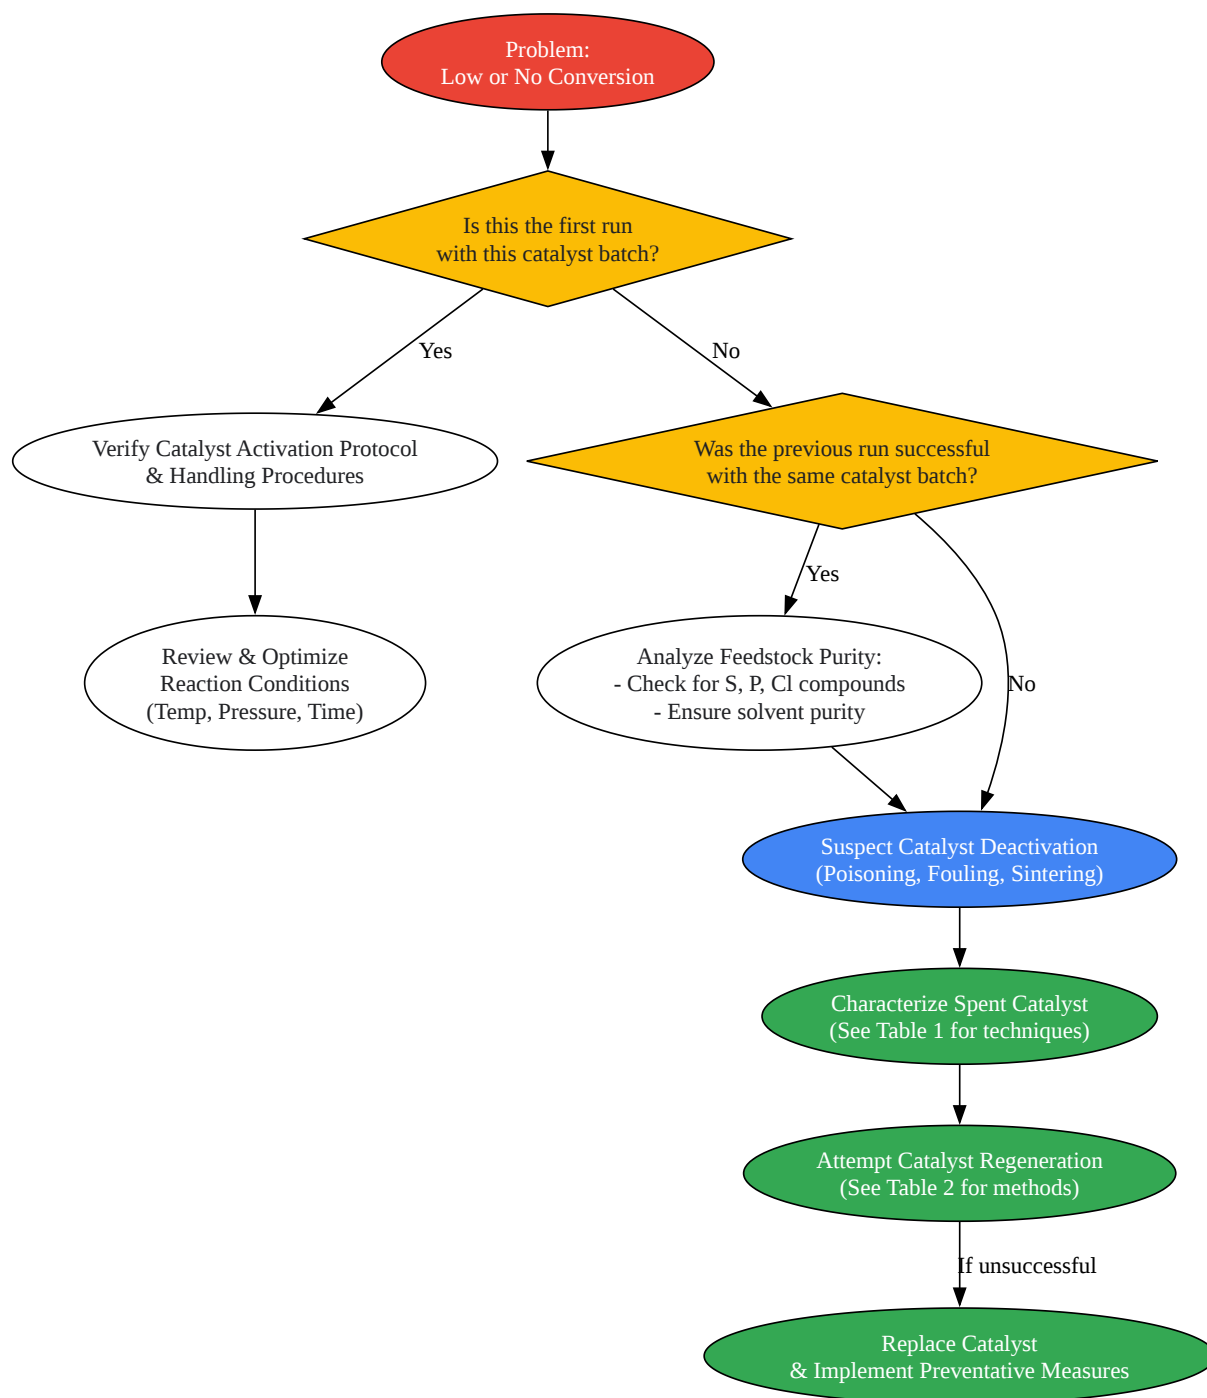 Problem:
Low or No Conversion
Is this the first run
with this catalyst batch?
Yes
No
Verify Catalyst Activation Protocol
& Handling Procedures
Was the previous run successful
with the same catalyst batch?
Yes
Review & Optimize
Reaction Conditions
(Temp, Pressure, Time)
Analyze Feedstock Purity:
- Check for S, P, Cl compounds
- Ensure solvent purity
No
Suspect Catalyst Deactivation
(Poisoning, Fouling, Sintering)
Characterize Spent Catalyst
(See Table 1 for techniques)
Attempt Catalyst Regeneration
(See Table 2 for methods)
If unsuccessful
Replace Catalyst
& Implement Preventative Measures